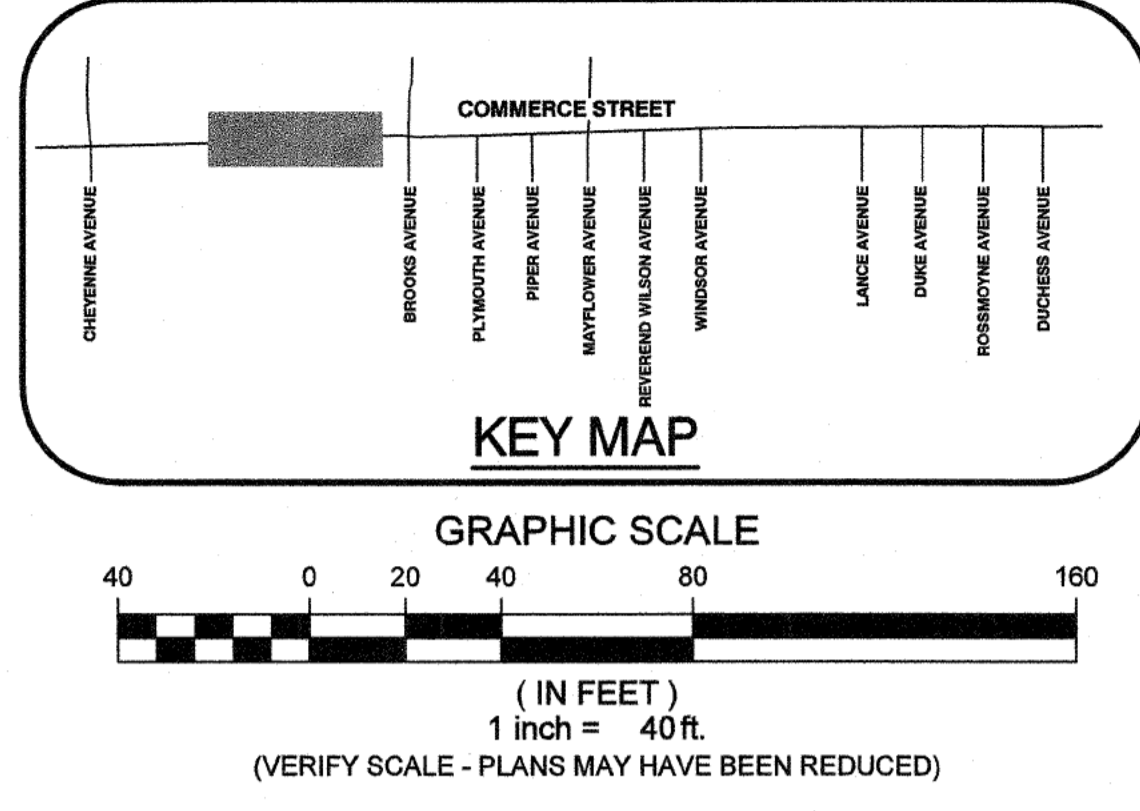 COMMERCE STREET
CHEYENNE AVENUE
BROOKS AVENUE
PLYMOUTH AVENUE
PIPER AVENUE
MAYFLOWER AVENUE
REVEREND WILSON AVENUE
WINDSOR AVENUE
LANCE AVENUE
DUKE AVENUE
ROSSMOYNE AVENUE
DUCHESS AVENUE
KEY MAP
GRAPHIC SCALE
40 0 20 40 80 160
( IN FEET )
1 inch = 40 ft.
(VERIFY SCALE - PLANS MAY HAVE BEEN REDUCED)